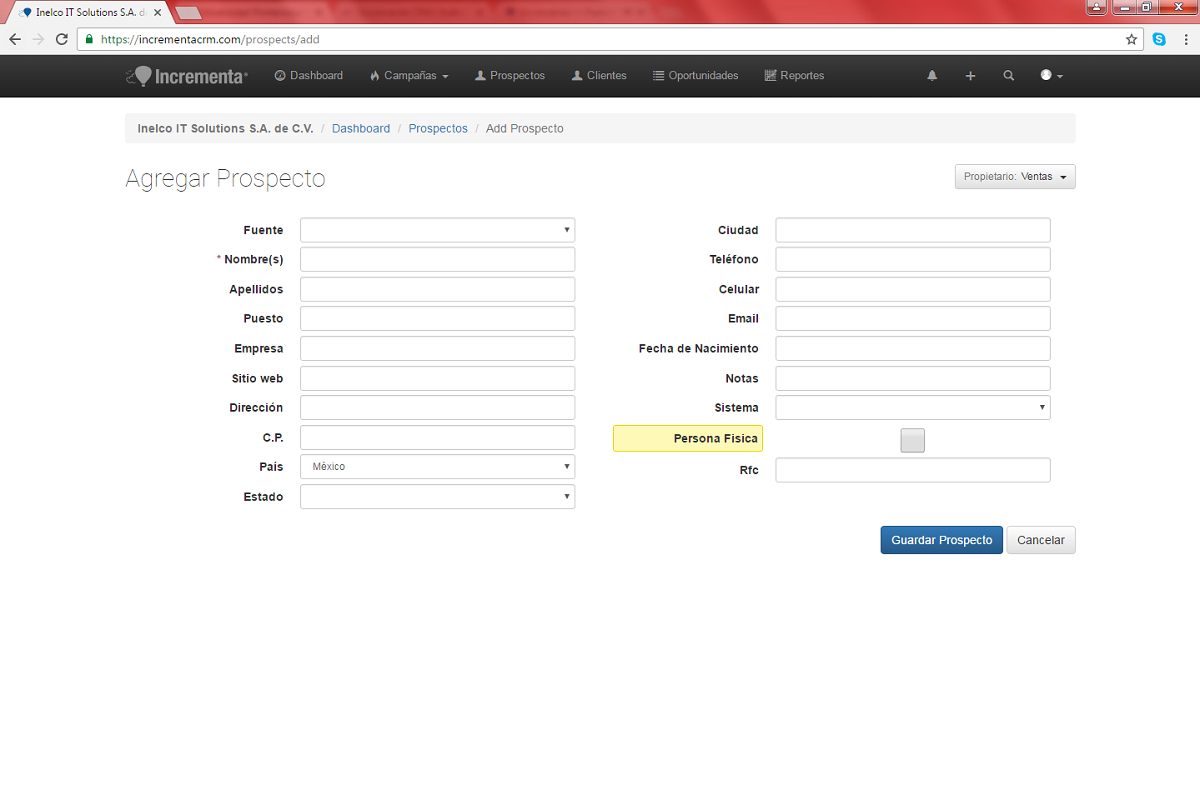 Inelco IT Solutions S.A. d
https://incrementacrm.com/prospects/add
Incrementa Dashboard Campañas Prospectos Clientes Oportunidades Reportes
Inelco IT Solutions S.A. de C.V. / Dashboard / Prospectos / Add Prospecto
Agregar Prospecto
Propietario: Ventas
Fuente
* Nombre(s)
Apellidos
Puesto
Empresa
Sitio web
Dirección
C.P.
País México
Estado
Ciudad
Teléfono
Celular
Email
Fecha de Nacimiento
Notas
Sistema
Persona Fisica
Rfc
Guardar Prospecto Cancelar